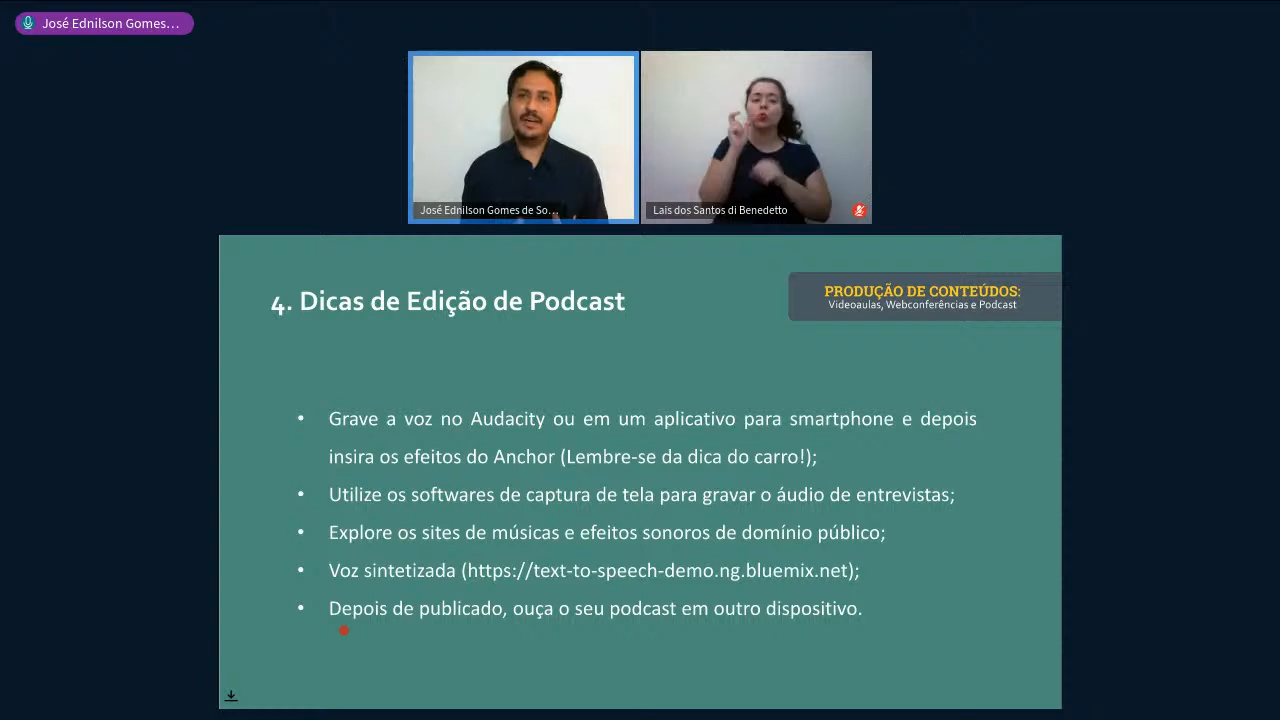 José Ednilson Gomes...
José Ednilson Gomes de So...
Lais dos Santos di Benedetto
4. Dicas de Edição de Podcast
PRODUÇÃO DE CONTEÚDOS:
Videoaulas, Webconferências e Podcast
• Grave a voz no Audacity ou em um aplicativo para smartphone e depois
insira os efeitos do Anchor (Lembre-se da dica do carro!);
• Utilize os softwares de captura de tela para gravar o áudio de entrevistas;
• Explore os sites de músicas e efeitos sonoros de domínio público;
• Voz sintetizada (https://text-to-speech-demo.ng.bluemix.net);
• Depois de publicado, ouça o seu podcast em outro dispositivo.